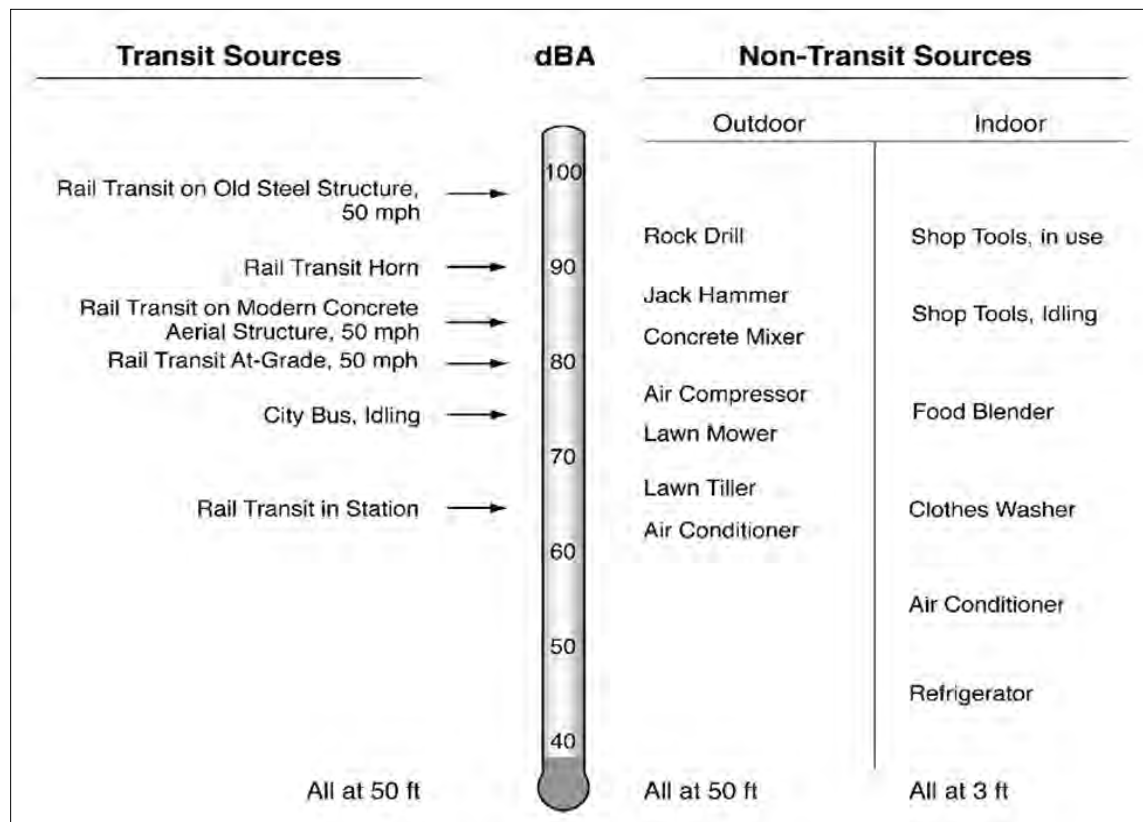 Transit Sources
dBA
Non-Transit Sources
Outdoor
Indoor
Rail Transit on Old Steel Structure,
50 mph
Rail Transit Horn
Rail Transit on Modern Concrete
Aerial Structure, 50 mph
Rail Transit At-Grade, 50 mph
City Bus, Idling
Rail Transit in Station
All at 50 ft
100
90
80
70
60
50
40
Rock Drill
Jack Hammer
Concrete Mixer
Air Compressor
Lawn Mower
Lawn Tiller
Air Conditioner
All at 50 ft
Shop Tools, in use
Shop Tools, Idling
Food Blender
Clothes Washer
Air Conditioner
Refrigerator
All at 3 ft